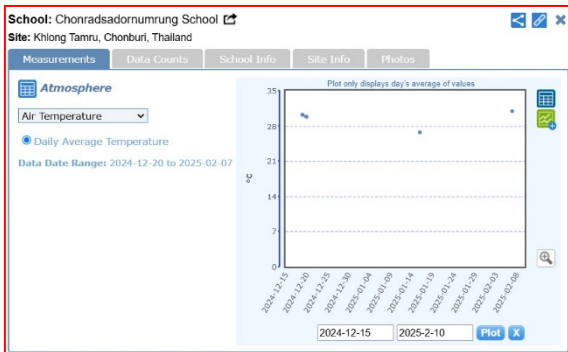 School: Chonradsadornumrung School
Site: Khlong Tamru, Chonburi, Thailand
Measurements Data Counts School Info Site Info Photos
Atmosphere
Air Temperature
Daily Average Temperature
Data Date Range: 2024-12-20 to 2025-02-07
Plot only displays day's average of values
35
28
21
14
7
0
°C
2024-12-15
2024-12-20
2024-12-25
2024-12-30
2025-01-04
2025-01-09
2025-01-14
2025-01-19
2025-01-24
2025-01-29
2025-02-03
2025-02-08
2024-12-15 2025-2-10 Plot X